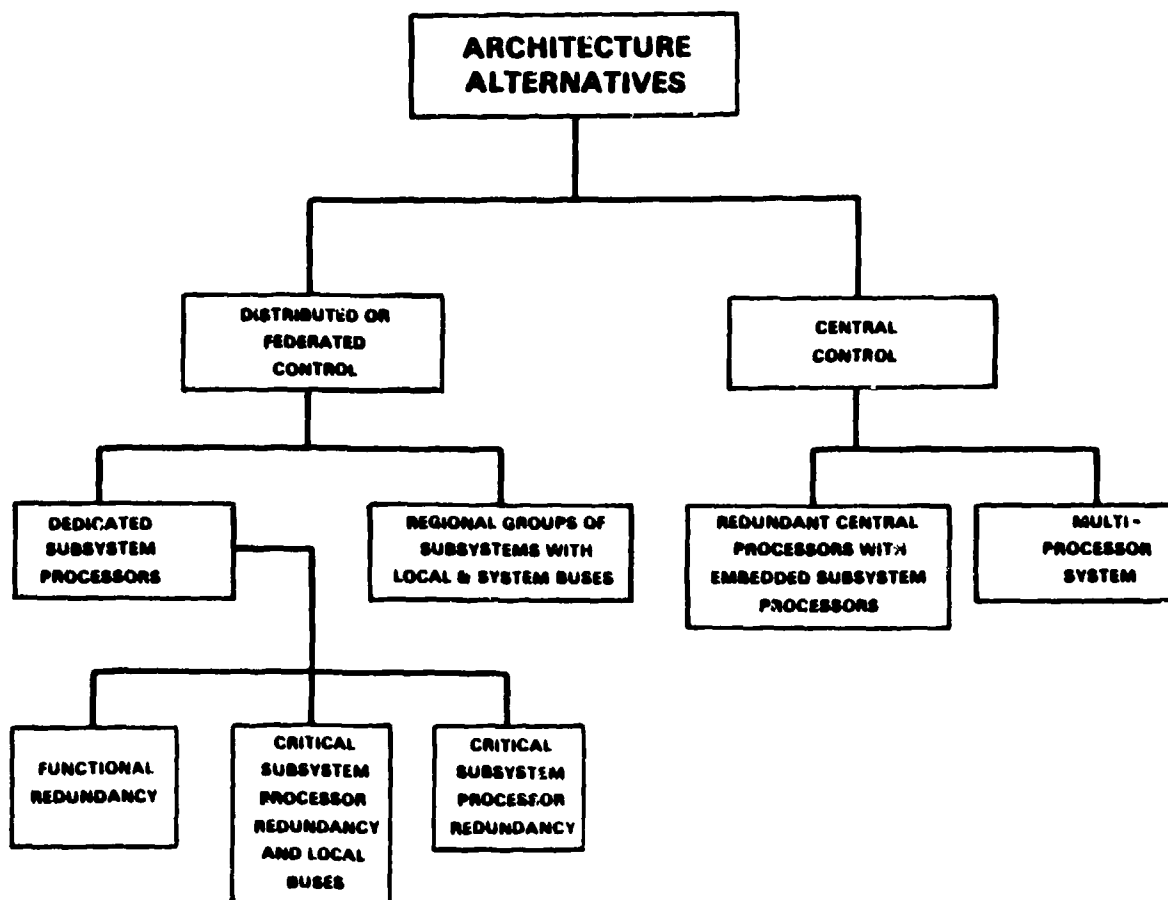 ARCHITECTURE
ALTERNATIVES
DISTRIBUTED OR
FEDERATED
CONTROL
CENTRAL
CONTROL
DEDICATED
SUBSYSTEM
PROCESSORS
REGIONAL GROUPS OF
SUBSYSTEMS WITH
LOCAL & SYSTEM BUSES
REDUNDANT CENTRAL
PROCESSORS WITH
EMBEDDED SUBSYSTEM
PROCESSORS
MULTI-
PROCESSOR
SYSTEM
FUNCTIONAL
REDUNDANCY
CRITICAL
SUBSYSTEM
PROCESSOR
REDUNDANCY
AND LOCAL
BUSES
CRITICAL
SUBSYSTEM
PROCESSOR
REDUNDANCY